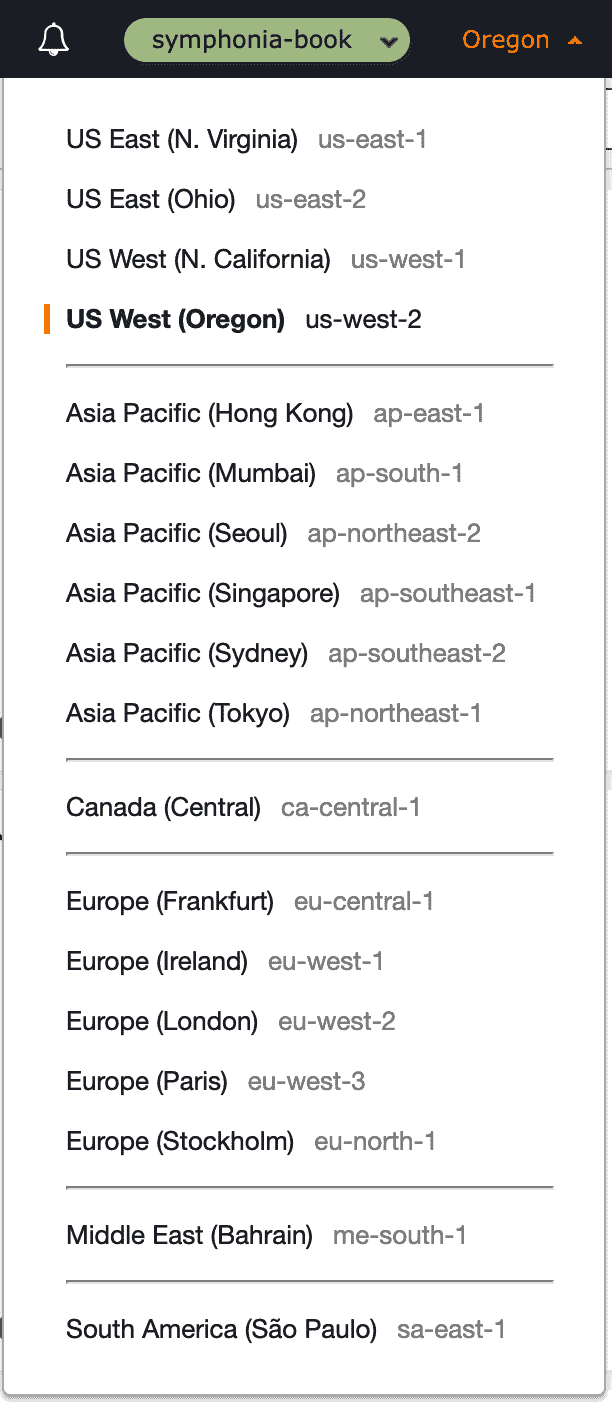 symphonia-book Oregon
US East (N. Virginia) us-east-1
US East (Ohio) us-east-2
US West (N. California) us-west-1
US West (Oregon) us-west-2
Asia Pacific (Hong Kong) ap-east-1
Asia Pacific (Mumbai) ap-south-1
Asia Pacific (Seoul) ap-northeast-2
Asia Pacific (Singapore) ap-southeast-1
Asia Pacific (Sydney) ap-southeast-2
Asia Pacific (Tokyo) ap-northeast-1
Canada (Central) ca-central-1
Europe (Frankfurt) eu-central-1
Europe (Ireland) eu-west-1
Europe (London) eu-west-2
Europe (Paris) eu-west-3
Europe (Stockholm) eu-north-1
Middle East (Bahrain) me-south-1
South America (São Paulo) sa-east-1